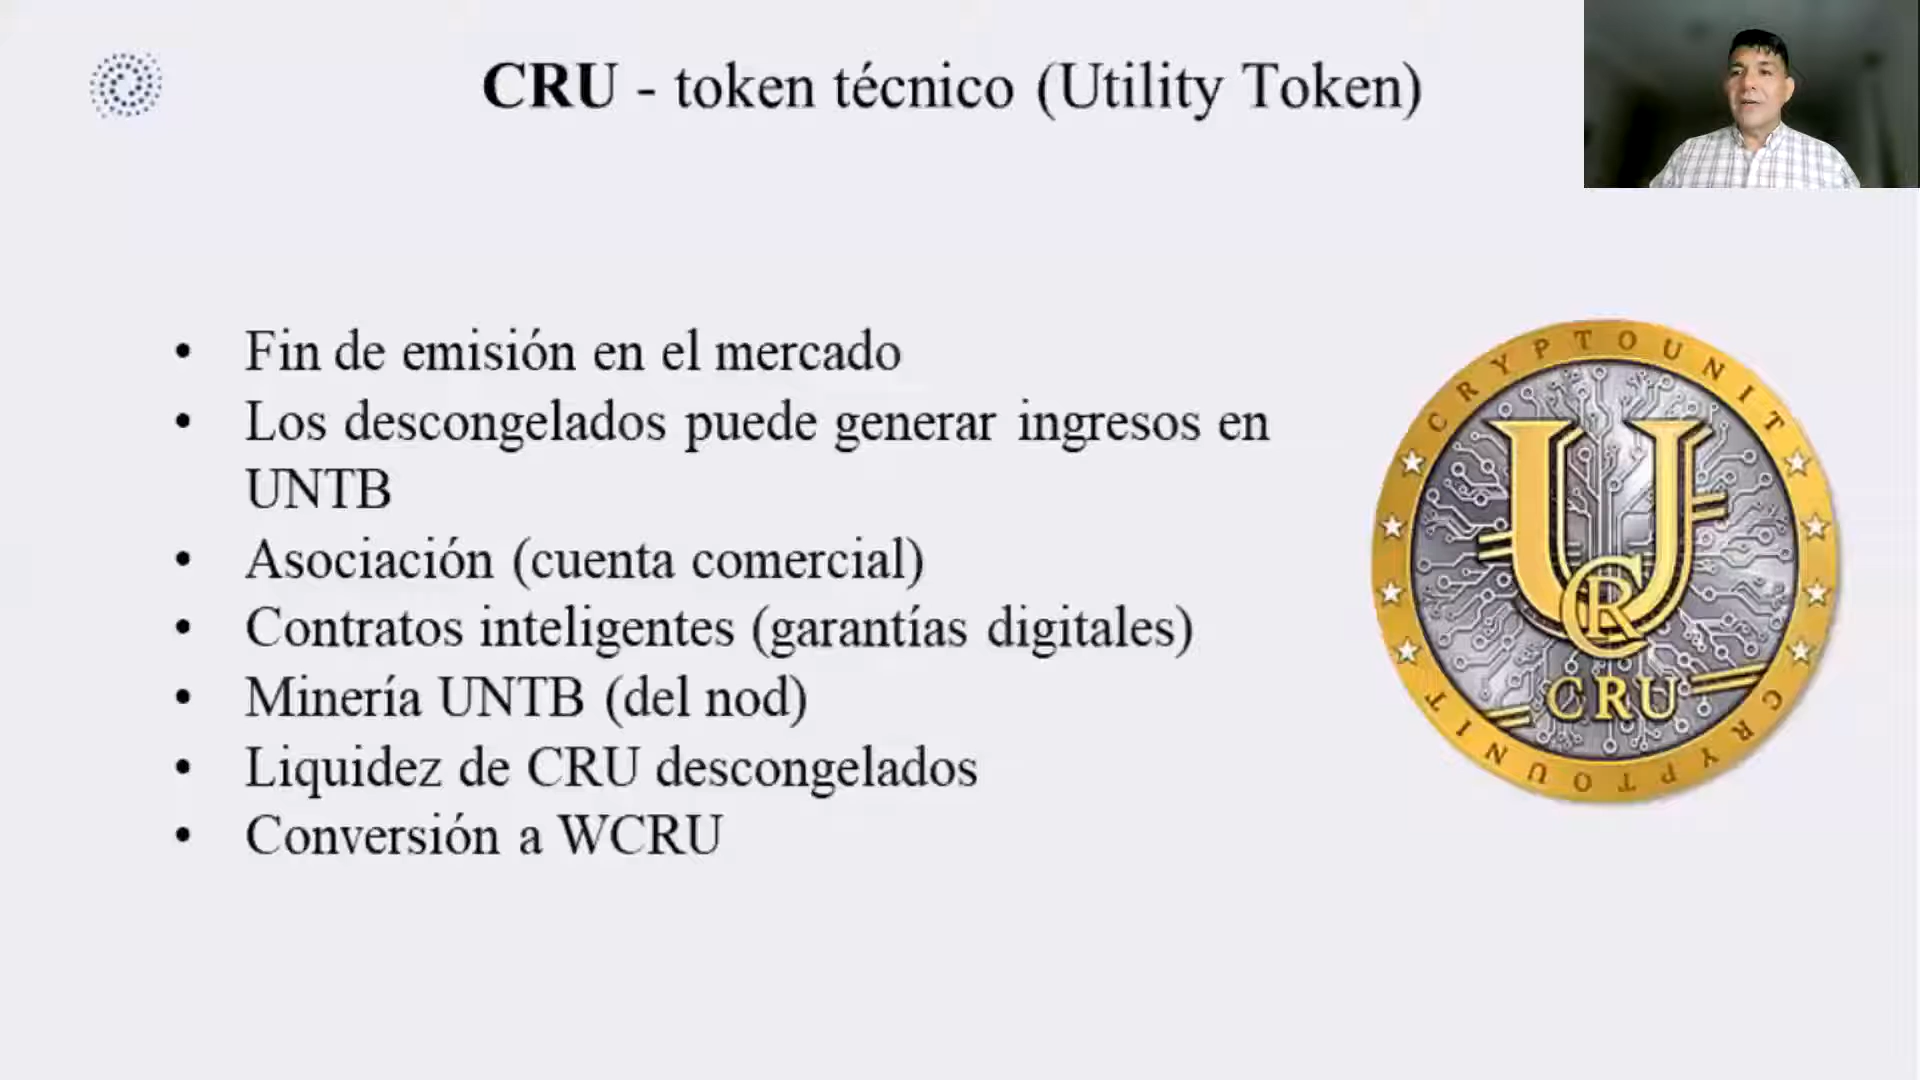 CRU - token técnico (Utility Token)
• Fin de emisión en el mercado
• Los descongelados puede generar ingresos en
UNTB
• Asociación (cuenta comercial)
• Contratos inteligentes (garantías digitales)
• Minería UNTB (del nod)
• Liquidez de CRU descongelados
• Conversión a WCRU
CRYPTOUNIT
CRU
CRYPTOUNIT